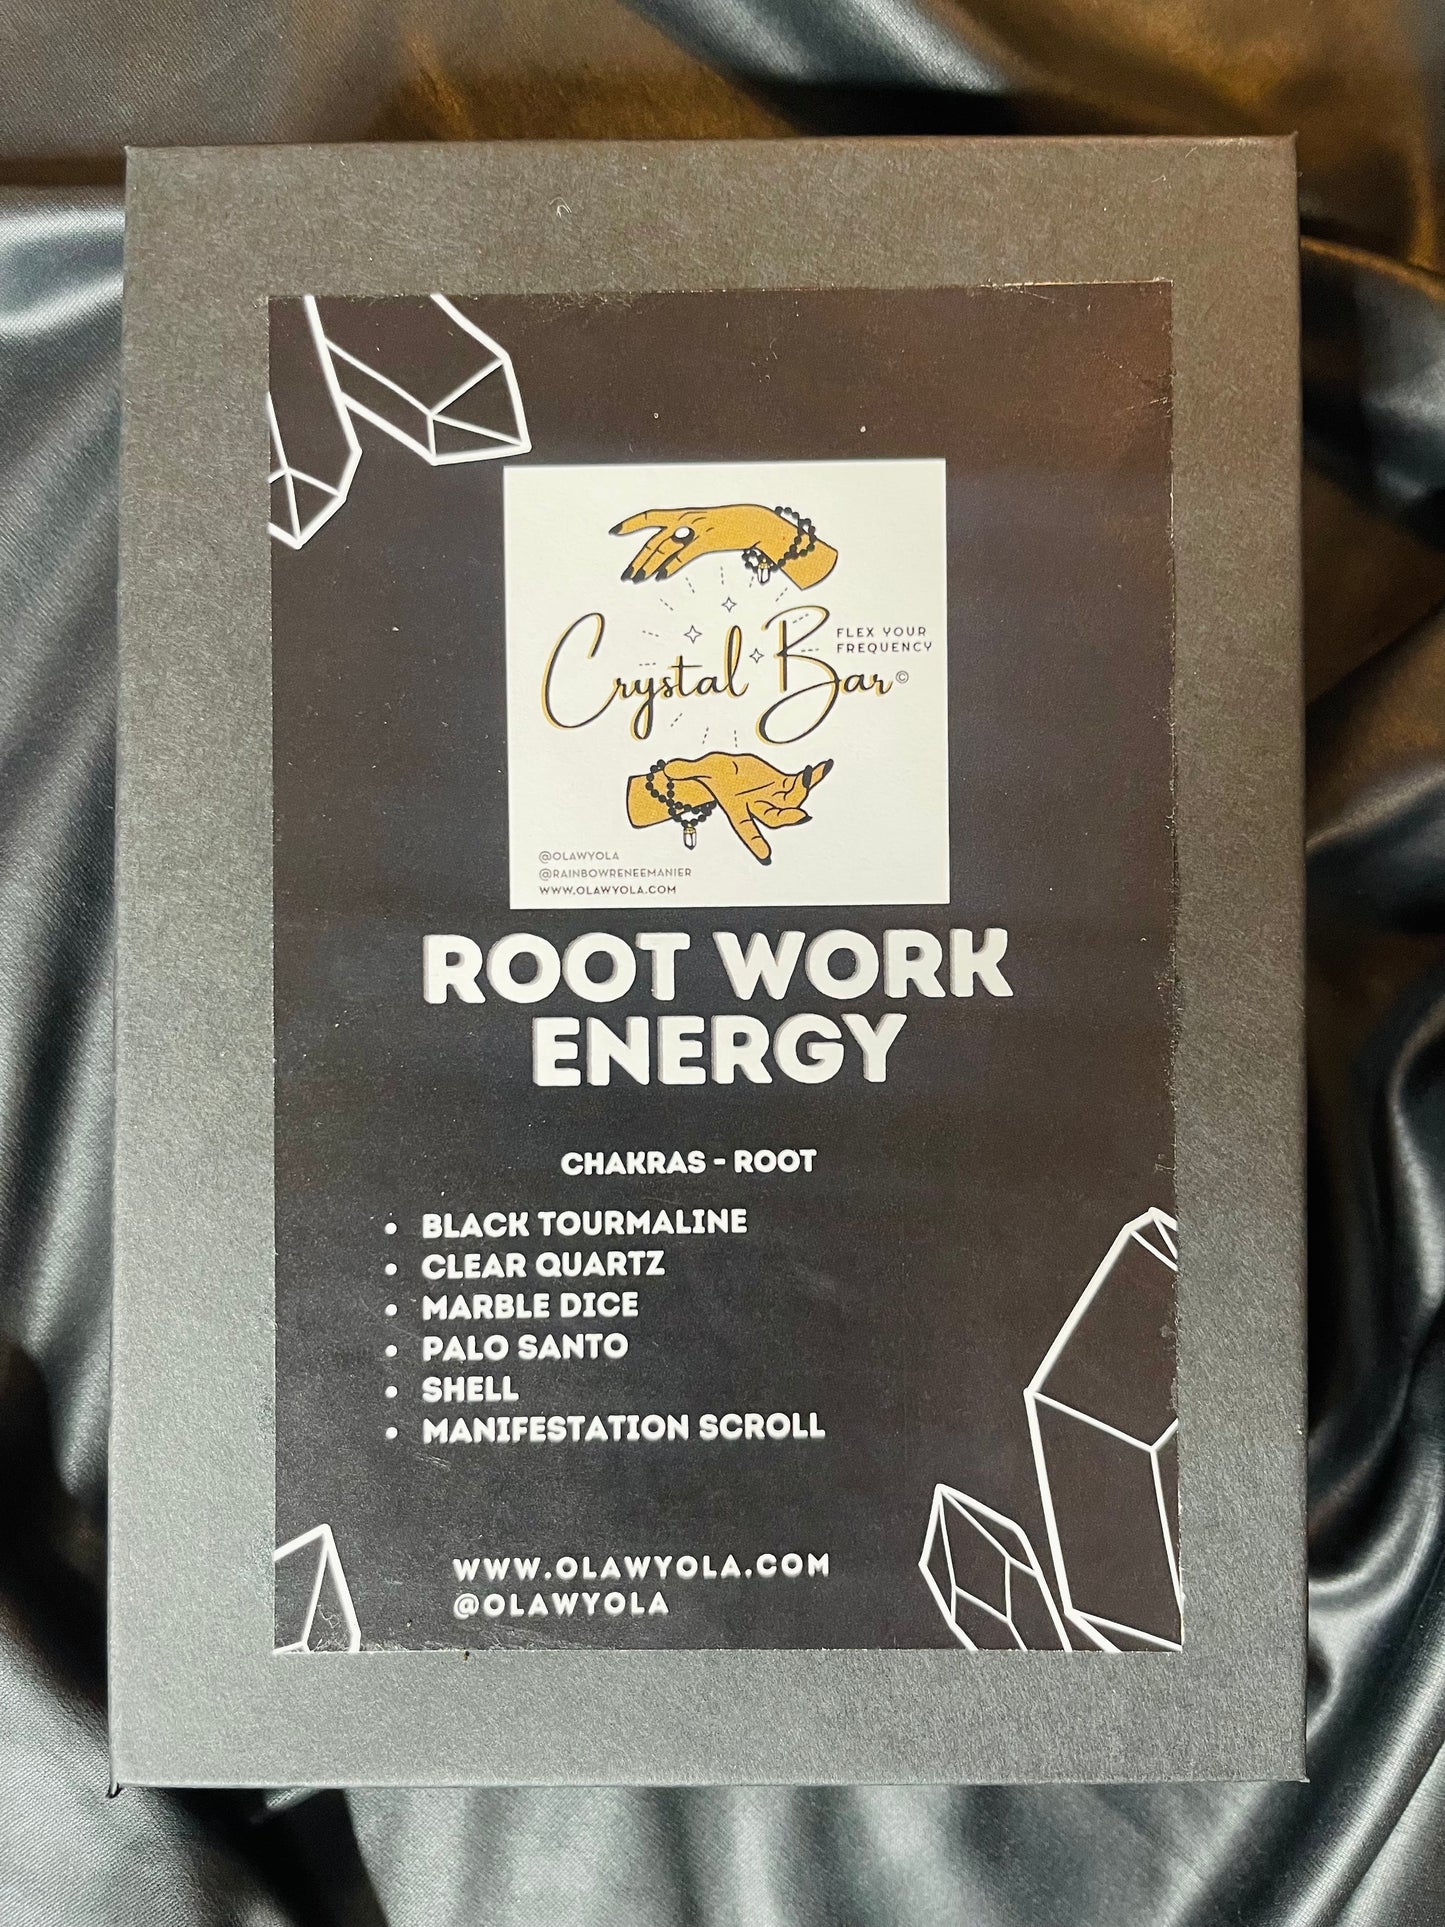 Crystal Bar©
FLEX YOUR
FREQUENCY
@OLAWYOLA
@RAINBOWRENEEMANIER
WWW.OLAWYOLA.COM
ROOT WORK
ENERGY
CHAKRAS - ROOT
• BLACK TOURMALINE
• CLEAR QUARTZ
• MARBLE DICE
• PALO SANTO
• SHELL
• MANIFESTATION SCROLL
WWW.OLAWYOLA.COM
@OLAWYOLA